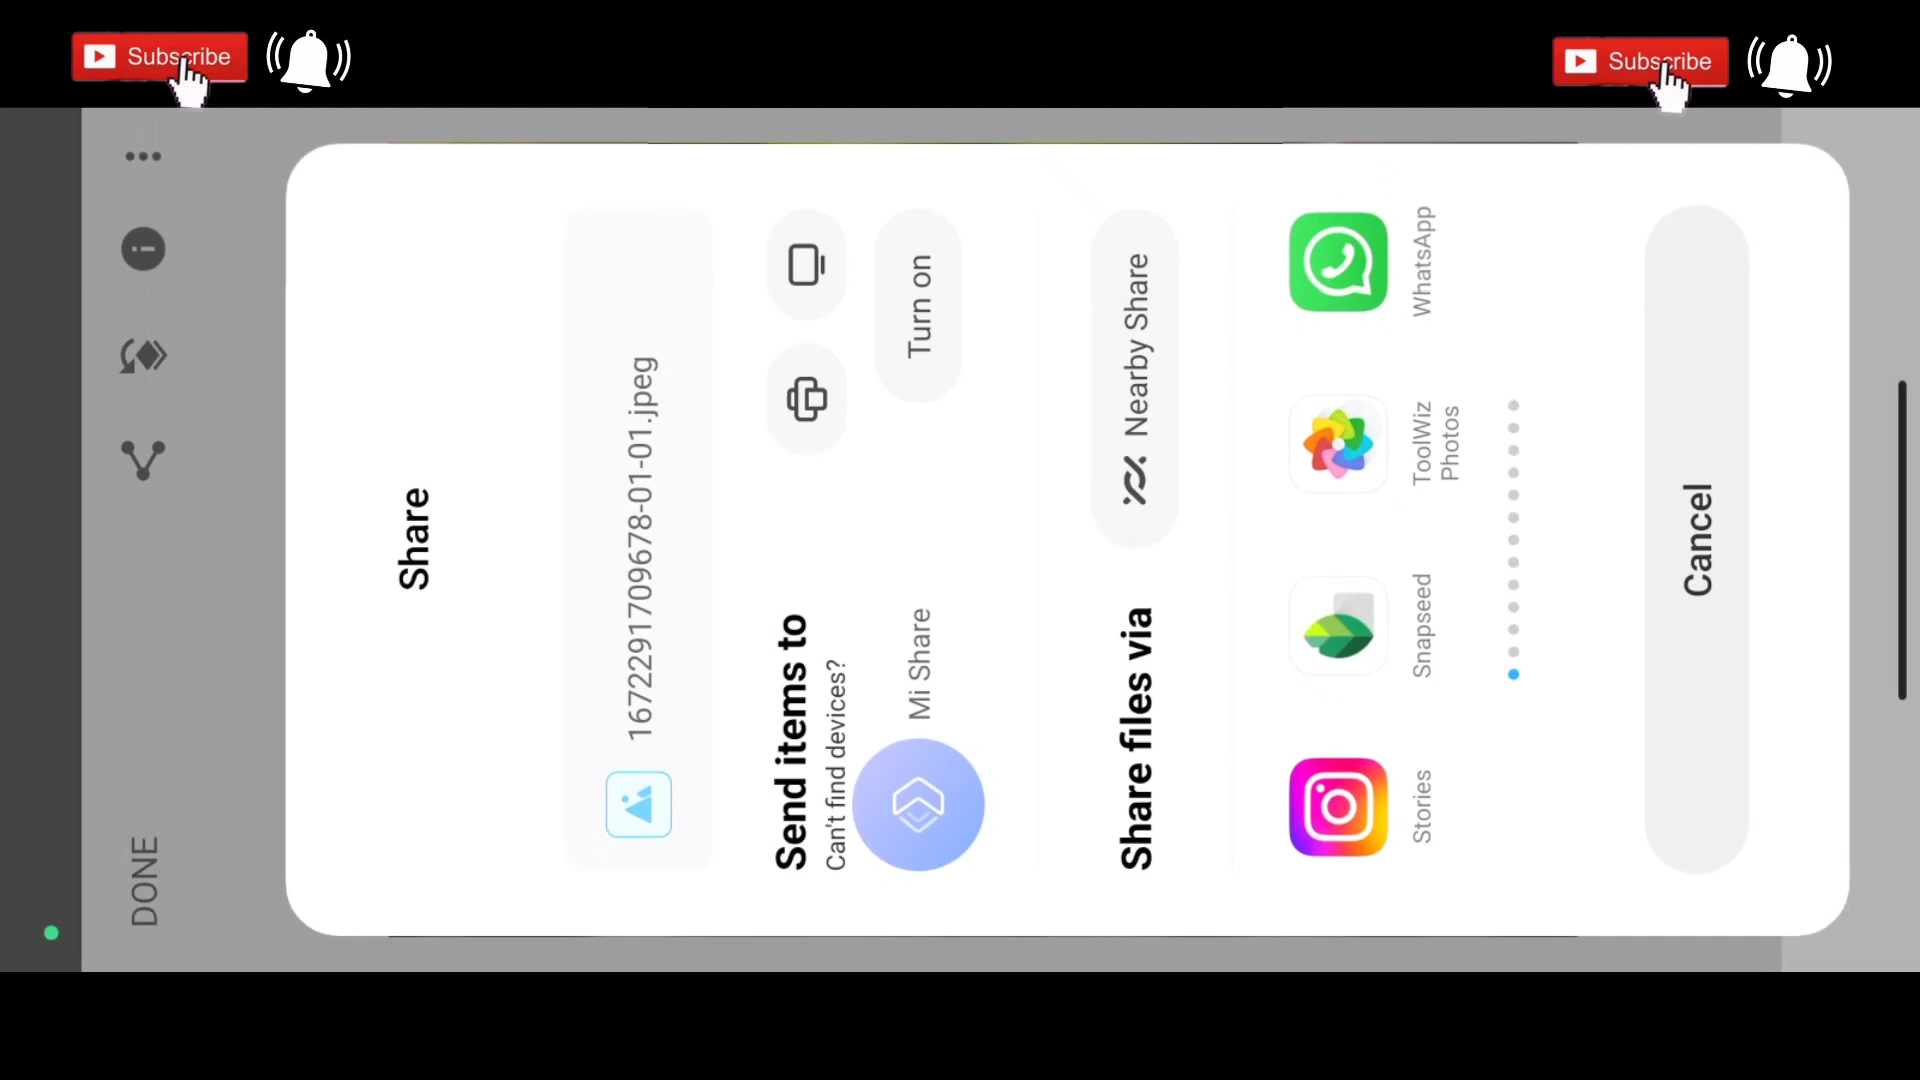 Subscribe
Subscribe
DONE
Share
1672291709678-01-01.jpeg
Send items to
Can't find devices?
Mi Share
Turn on
Share files via
Nearby Share
Stories
Snapseed
ToolWiz
Photos
WhatsApp
Cancel